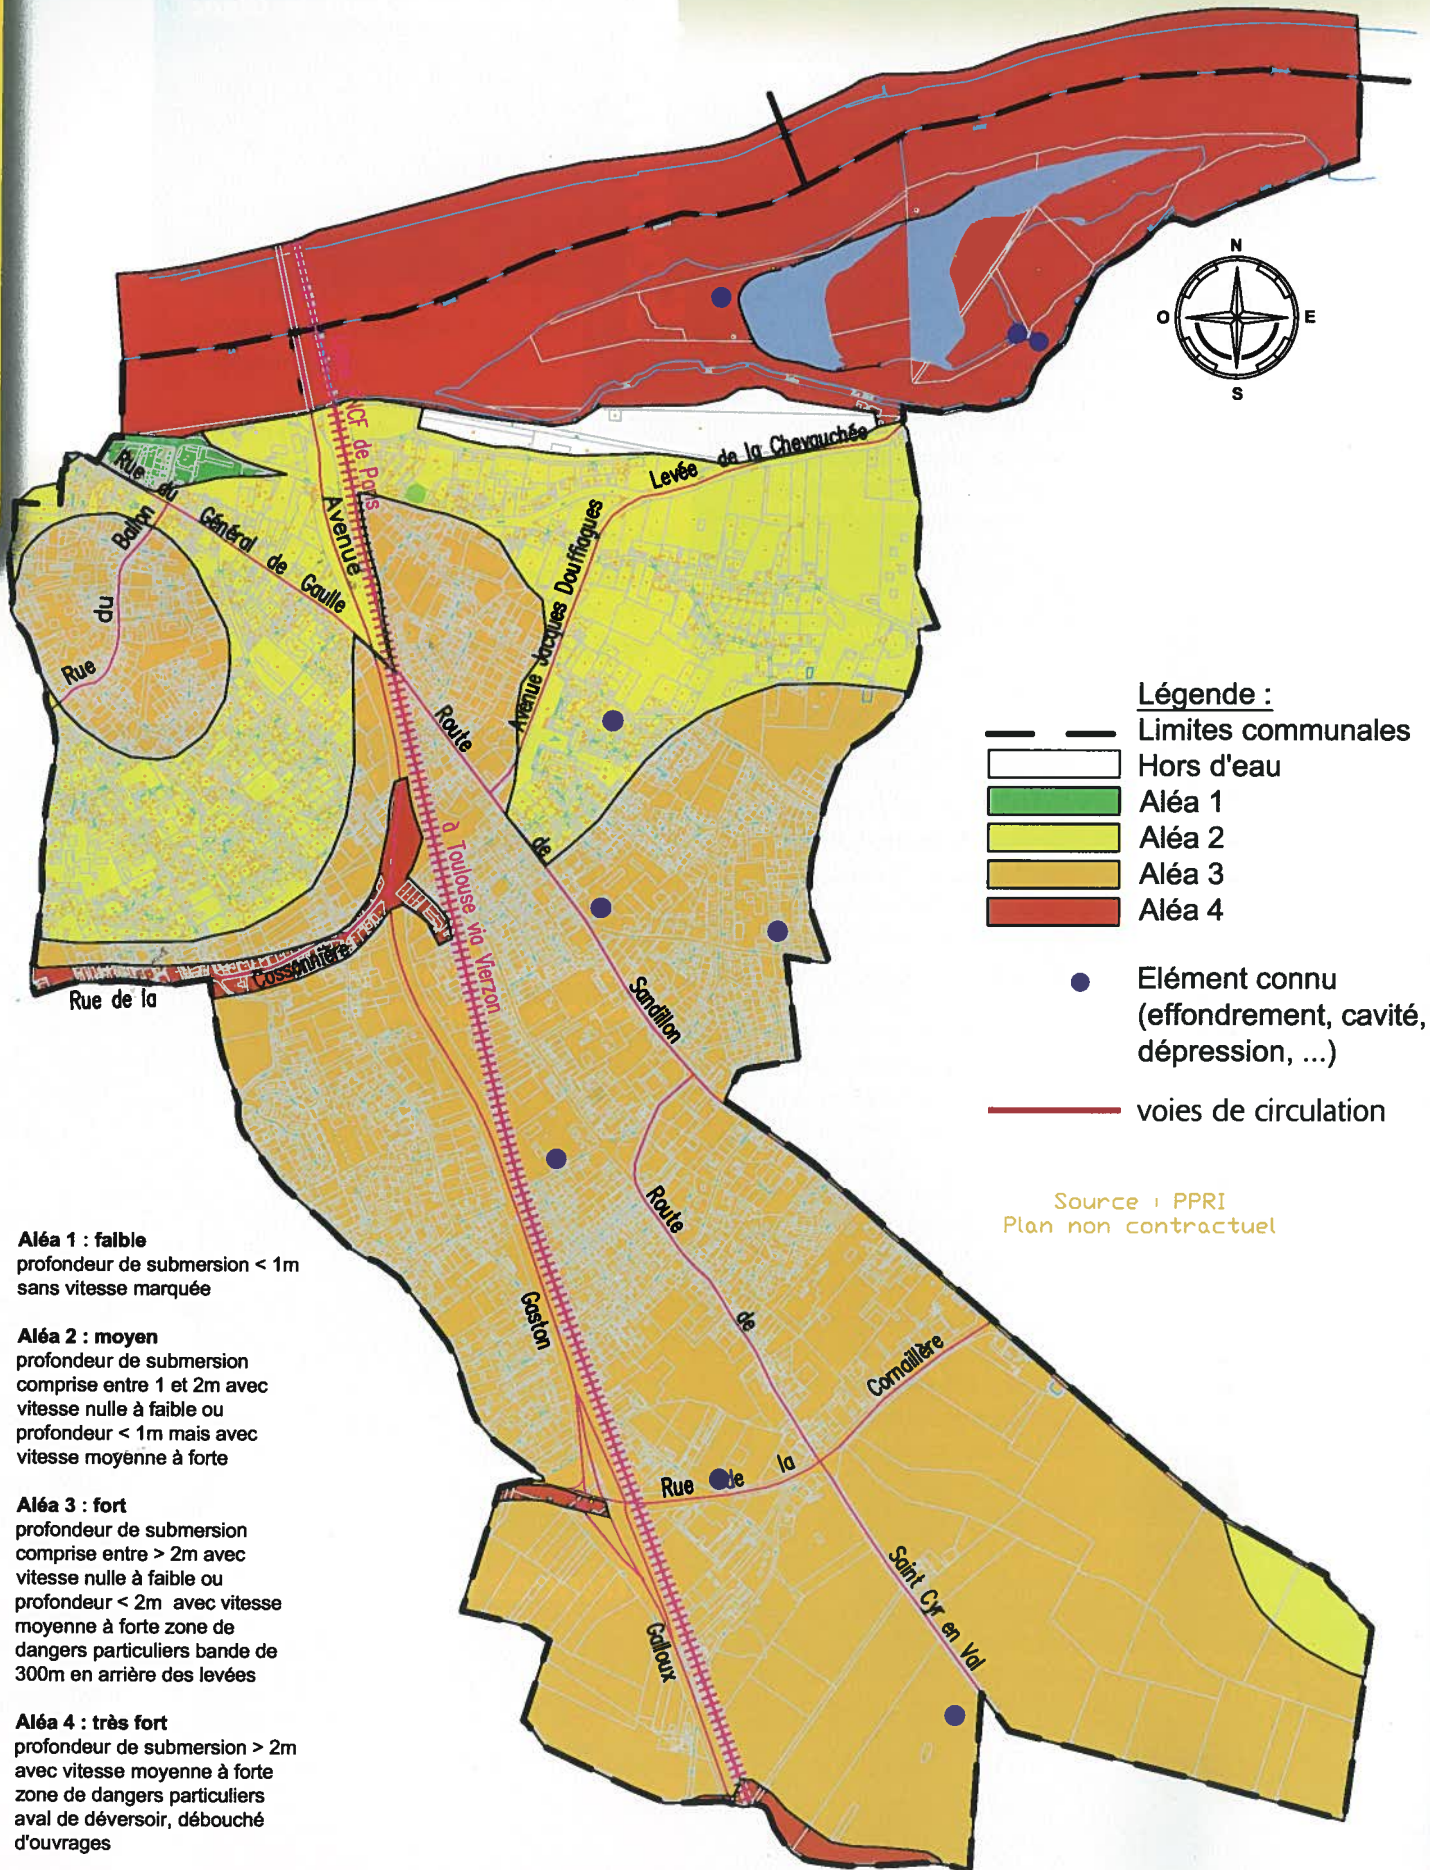 N
O
E
S
NCF de Paris
Levée de la Chevauchée
Rue du Général de Gaulle
Avenue
Rue du Ballon
Avenue Jacques Douffiagues
Route de Sandillon
à Toulouse via Vierzon
Cossonnière
Rue de la
Légende :
Limites communales
Hors d'eau
Aléa 1
Aléa 2
Aléa 3
Aléa 4
Elément connu
(effondrement, cavité,
dépression, ...)
voies de circulation
Source : PPRI
Plan non contractuel
Route de Saint Cyr en Val
Gaston
Galloux
Rue de la Cornaillère
Aléa 1 : faible
profondeur de submersion < 1m
sans vitesse marquée
Aléa 2 : moyen
profondeur de submersion
comprise entre 1 et 2m avec
vitesse nulle à faible ou
profondeur < 1m mais avec
vitesse moyenne à forte
Aléa 3 : fort
profondeur de submersion
comprise entre > 2m avec
vitesse nulle à faible ou
profondeur < 2m avec vitesse
moyenne à forte zone de
dangers particuliers bande de
300m en arrière des levées
Aléa 4 : très fort
profondeur de submersion > 2m
avec vitesse moyenne à forte
zone de dangers particuliers
aval de déversoir, débouché
d'ouvrages